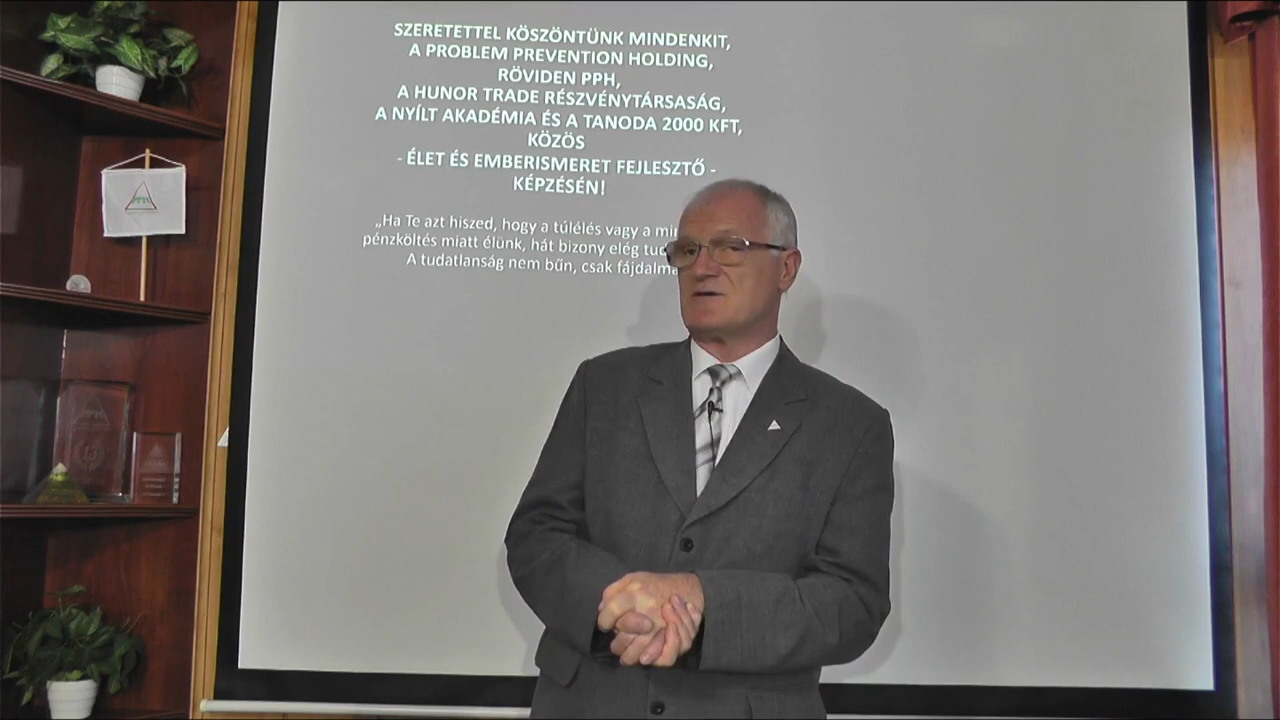 SZERETETTEL KÖSZÖNTÜNK MINDENKIT,
A PROBLEM PREVENTION HOLDING,
RÖVIDEN PPH,
A HUNOR TRADE RÉSZVÉNYTÁRSASÁG,
A NYÍLT AKADÉMIA ÉS A TANODA 2000 KFT,
KÖZÖS
- ÉLET ÉS EMBERISMERET FEJLESZTŐ -
KÉPZÉSÉN!
„Ha Te azt hiszed, hogy a túlélés vagy a
pénzköltés miatt élünk, hát bizony elég
A tudatlanság nem bűn, csak
PPH
13